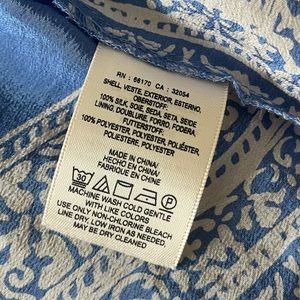 RN : 66170 CA : 32054
SHELL, VESTE, EXTERIOR, ESTERNO,
OBERSTOFF:
100% SILK, SOIE, SEDA, SETA, SEIDE
LINING, DOUBLURE, FORRO, FODERA,
FUTTERSTOFF:
100% POLYESTER, POLYESTER, POLIÉSTER,
POLIESTERE, POLYESTER
MADE IN CHINA/
HECHO EN CHINA/
FABRIQUÉ EN CHINE
30
MACHINE WASH COLD GENTLE
WITH LIKE COLORS
USE ONLY NON-CHLORINE BLEACH
LINE DRY, LOW IRON AS NEEDED,
MAY BE DRY CLEANED